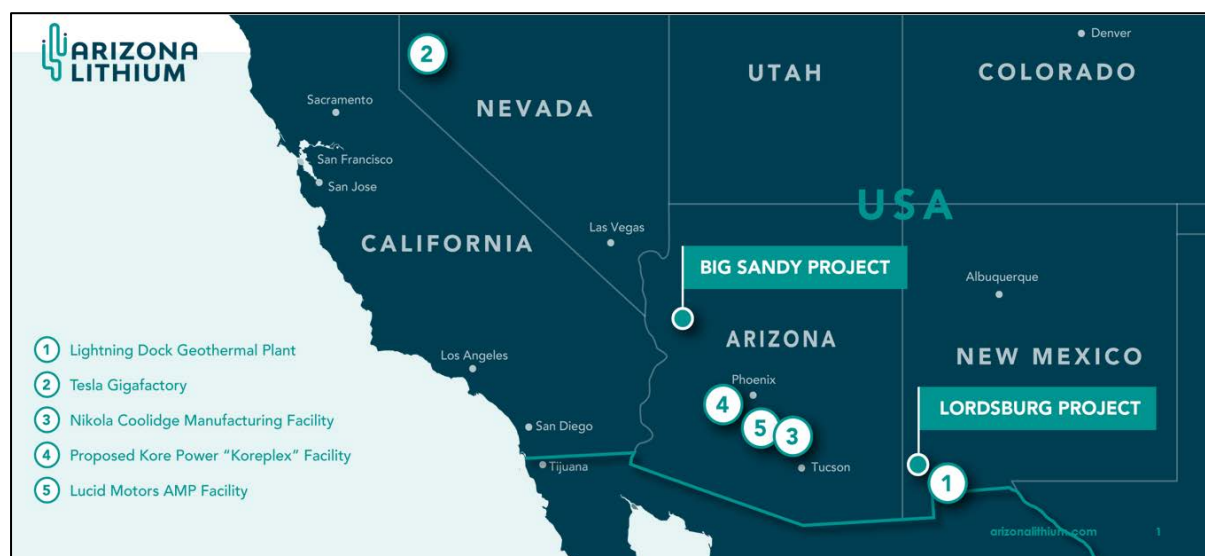 ARIZONA
LITHIUM
2
NEVADA
UTAH
COLORADO
Denver
Sacramento
San Francisco
San Jose
CALIFORNIA
Las Vegas
USA
BIG SANDY PROJECT
Albuquerque
ARIZONA
NEW MEXICO
Los Angeles
Phoenix
4
5
3
LORDSBURG PROJECT
San Diego
Tijuana
Tucson
1
1 Lightning Dock Geothermal Plant
2 Tesla Gigafactory
3 Nikola Coolidge Manufacturing Facility
4 Proposed Kore Power “Koreplex” Facility
5 Lucid Motors AMP Facility
arizonalithium.com 1